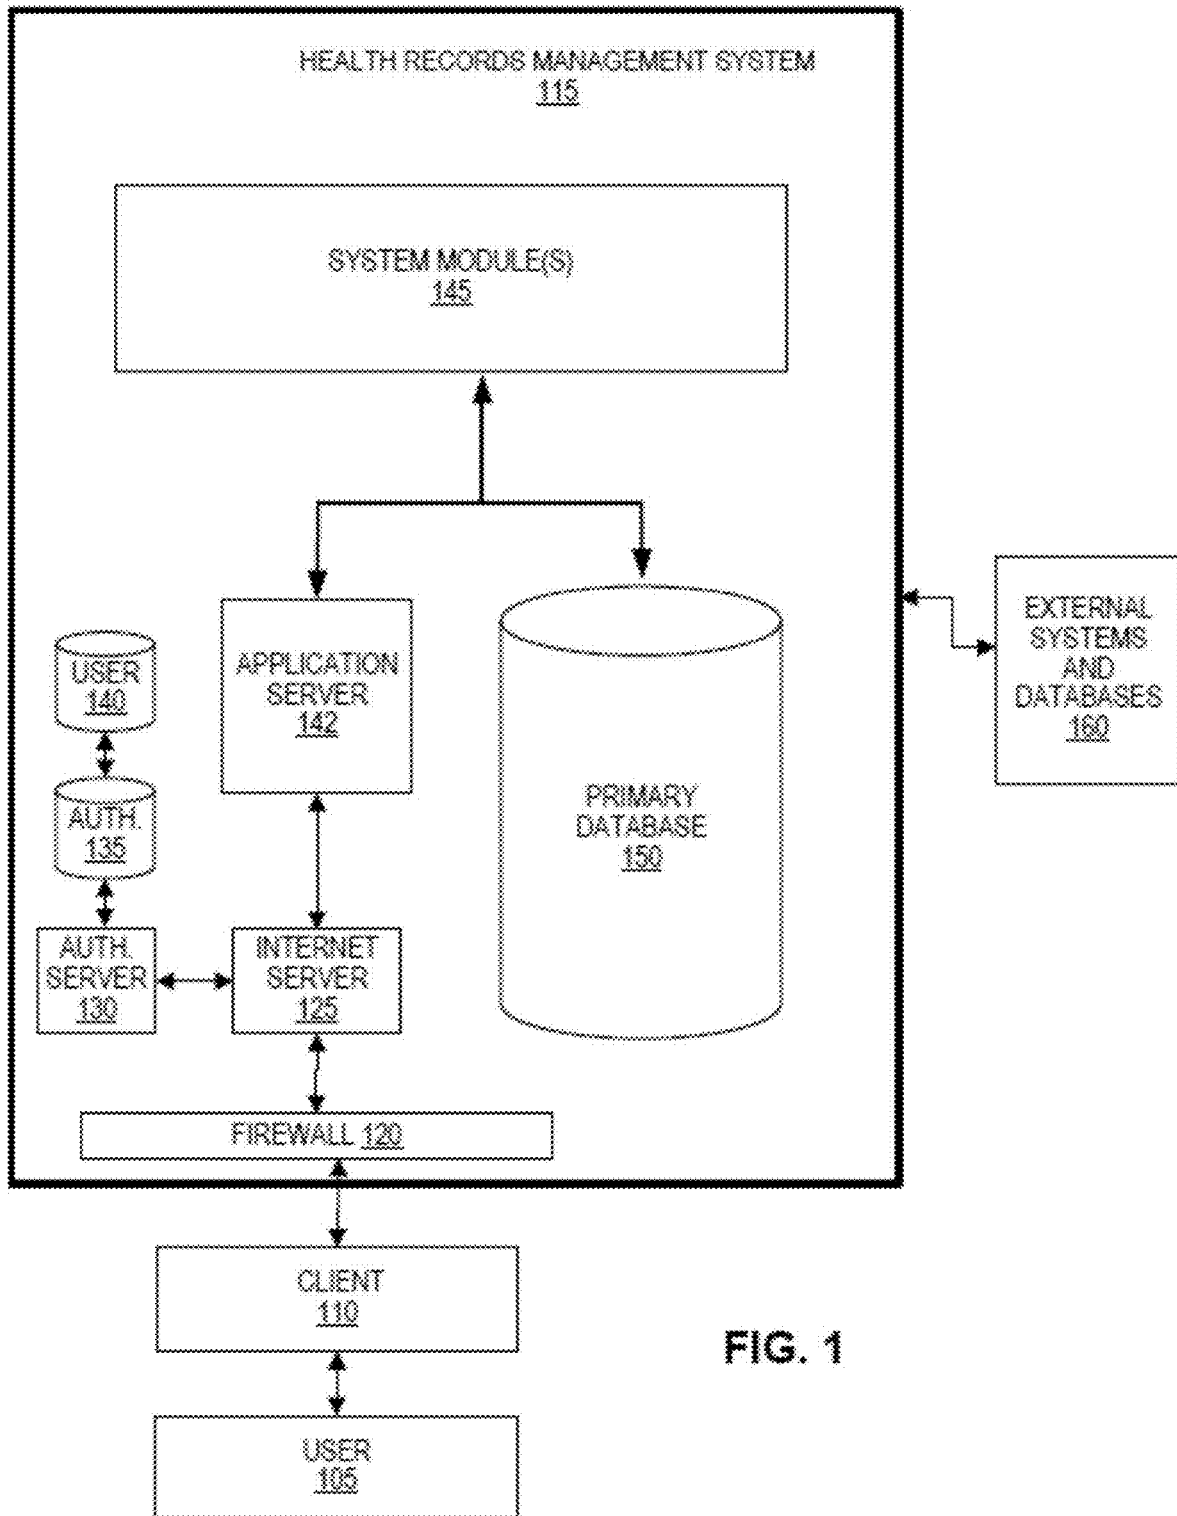 HEALTH RECORDS MANAGEMENT SYSTEM
115
SYSTEM MODULE(S)
145
USER
140
AUTH.
135
AUTH.
SERVER
130
APPLICATION
SERVER
142
INTERNET
SERVER
125
PRIMARY
DATABASE
150
EXTERNAL
SYSTEMS
AND
DATABASES
160
FIREWALL 120
CLIENT
110
USER
105
FIG. 1